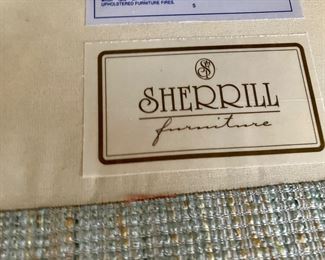 UPHOLSTERED FURNITURE FIRES.
S
SHERRILL
furniture